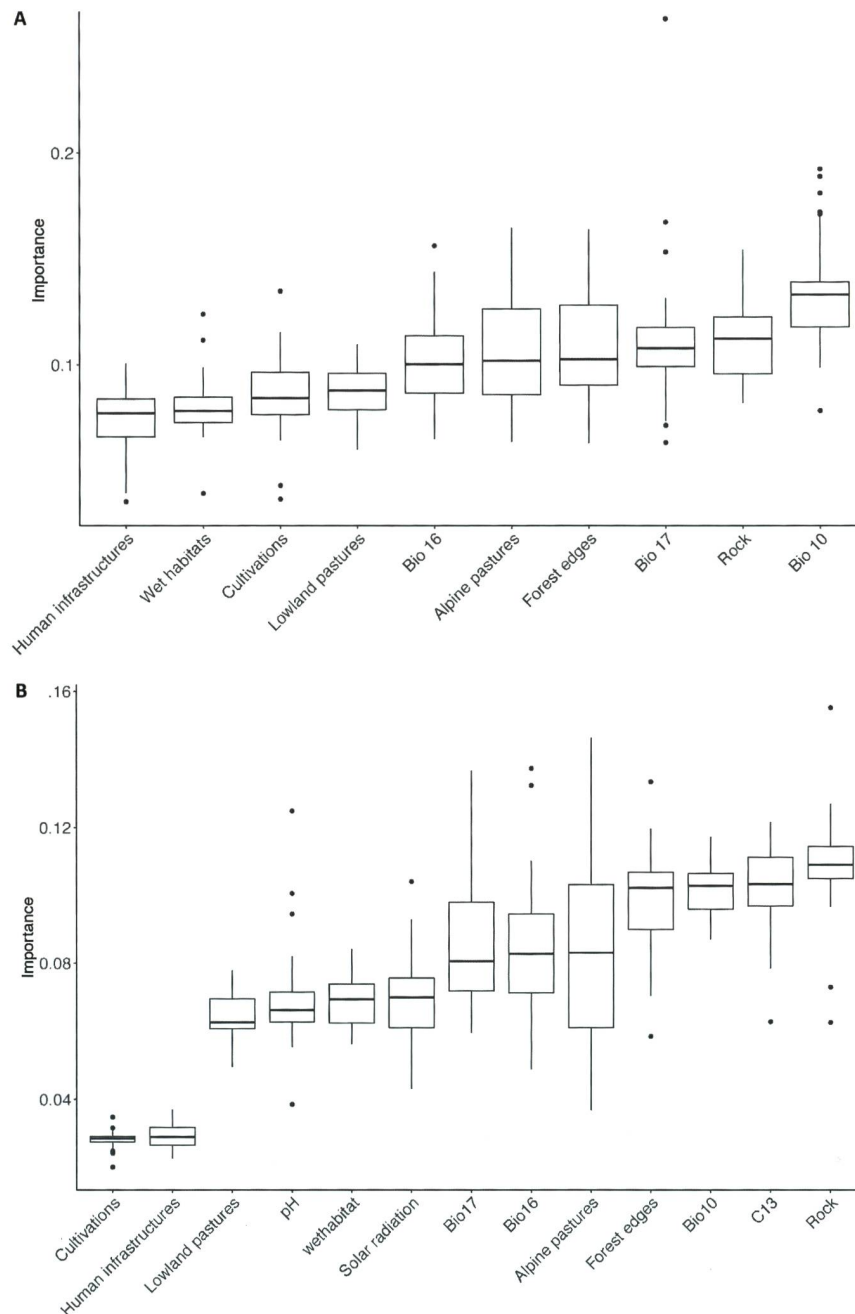 A
0.2
0.1
Importance
Human infrastructures
Wet habitats
Cultivations
Lowland pastures
Bio 16
Alpine pastures
Forest edges
Bio 17
Rock
Bio 10
B
.16
0.12
0.08
0.04
Importance
Cultivations
Human infrastructures
Lowland pastures
pH
wethabitat
Solar radiation
Bio17
Bio16
Alpine pastures
Forest edges
Bio10
C13
Rock